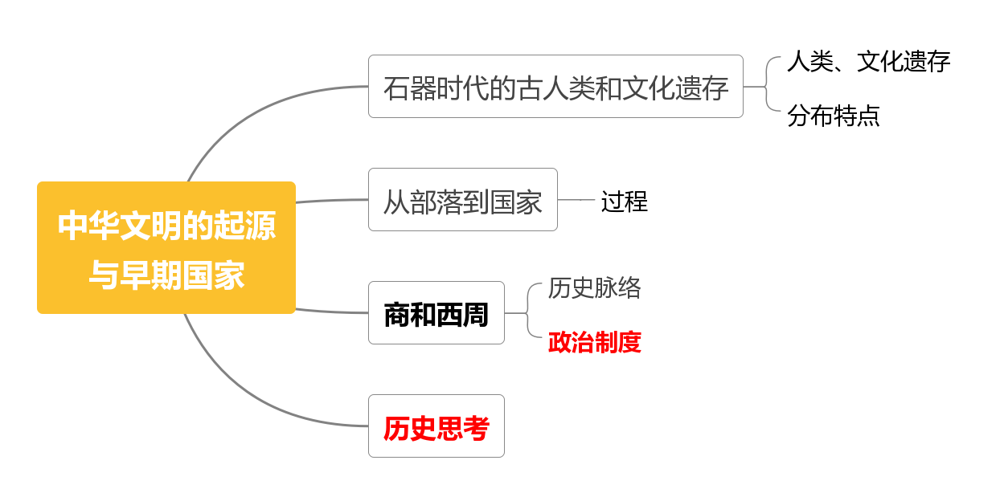 中华文明的起源
与早期国家
石器时代的古人类和文化遗存
人类、文化遗存
分布特点
从部落到国家
过程
商和西周
历史脉络
政治制度
历史思考